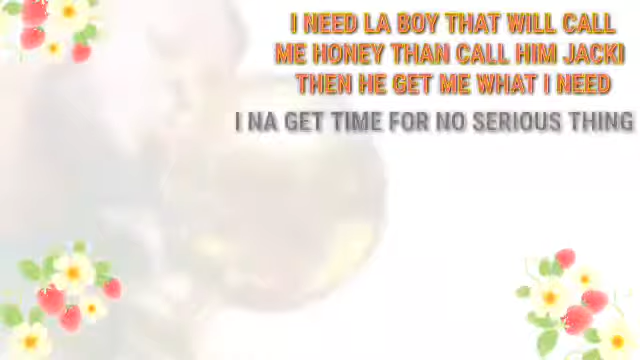 I NEED LA BOY THAT WILL CALL
ME HONEY THAN CALL HIM JACKI
THEN HE GET ME WHAT I NEED
I NA GET TIME FOR NO SERIOUS THING